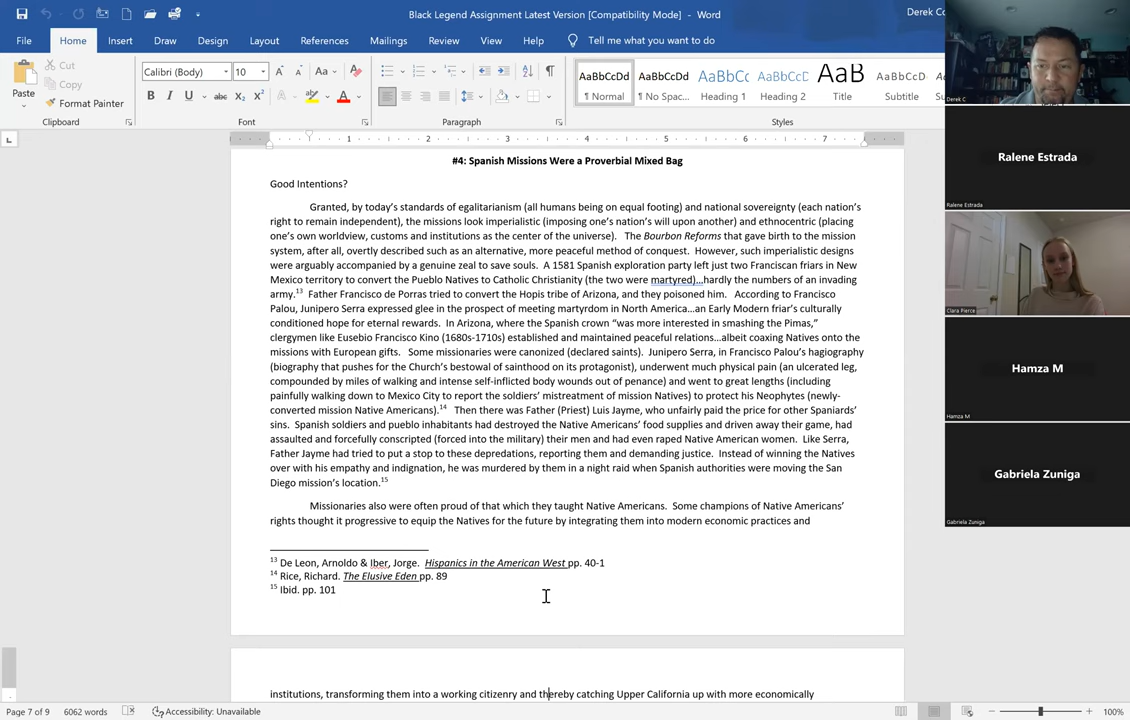 Black Legend Assignment Latest Version [Compatibility Mode] - Word
Derek Co
File Home Insert Draw Design Layout References Mailings Review View Help Tell me what you want to do
Paste
Cut
Copy
Format Painter
Calibri (Body) 10
Aa
B I U abc X2 X2 A A
AaBbCcDd AaBbCcDd AaBbCc AaBbCcD AaB AaBbCcD
¶ Normal ¶ No Spac... Heading 1 Heading 2 Title Subtitle
Clipboard Font Paragraph Styles
1 2 3 4 5 6 7
#4: Spanish Missions Were a Proverbial Mixed Bag
Good Intentions?
Granted, by today's standards of egalitarianism (all humans being on equal footing) and national sovereignty (each nation's
right to remain independent), the missions look imperialistic (imposing one's nation's will upon another) and ethnocentric (placing
one's own worldview, customs and institutions as the center of the universe). The Bourbon Reforms that gave birth to the mission
system, after all, overtly described such as an alternative, more peaceful method of conquest. However, such imperialistic designs
were arguably accompanied by a genuine zeal to save souls. A 1581 Spanish exploration party left just two Franciscan friars in New
Mexico territory to convert the Pueblo Natives to Catholic Christianity (the two were martyred)...hardly the numbers of an invading
army.13 Father Francisco de Porras tried to convert the Hopis tribe of Arizona, and they poisoned him. According to Francisco
Palou, Junipero Serra expressed glee in the prospect of meeting martyrdom in North America...an Early Modern friar's culturally
conditioned hope for eternal rewards. In Arizona, where the Spanish crown "was more interested in smashing the Pimas,"
clergymen like Eusebio Francisco Kino (1680s-1710s) established and maintained peaceful relations...albeit coaxing Natives onto the
missions with European gifts. Some missionaries were canonized (declared saints). Junipero Serra, in Francisco Palou's hagiography
(biography that pushes for the Church's bestowal of sainthood on its protagonist), underwent much physical pain (an ulcerated leg,
compounded by miles of walking and intense self-inflicted body wounds out of penance) and went to great lengths (including
painfully walking down to Mexico City to report the soldiers' mistreatment of mission Natives) to protect his Neophytes (newly-
converted mission Native Americans).14 Then there was Father (Priest) Luis Jayme, who unfairly paid the price for other Spaniards'
sins. Spanish soldiers and pueblo inhabitants had destroyed the Native Americans' food supplies and driven away their game, had
assaulted and forcefully conscripted (forced into the military) their men and had even raped Native American women. Like Serra,
Father Jayme had tried to put a stop to these depredations, reporting them and demanding justice. Instead of winning the Natives
over with his empathy and indignation, he was murdered by them in a night raid when Spanish authorities were moving the San
Diego mission's location.15
Missionaries also were often proud of that which they taught Native Americans. Some champions of Native Americans'
rights thought it progressive to equip the Natives for the future by integrating them into modern economic practices and
13 De Leon, Arnoldo & Iber, Jorge. Hispanics in the American West pp. 40-1
14 Rice, Richard. The Elusive Eden pp. 89
15 Ibid. pp. 101
institutions, transforming them into a working citizenry and thereby catching Upper California up with more economically
Page 7 of 9 6062 words Accessibility: Unavailable 100%
Derek C
Ralene Estrada
Ralene Estrada
Clara Pierce
Hamza M
Hamza M
Gabriela Zuniga
Gabriela Zuniga